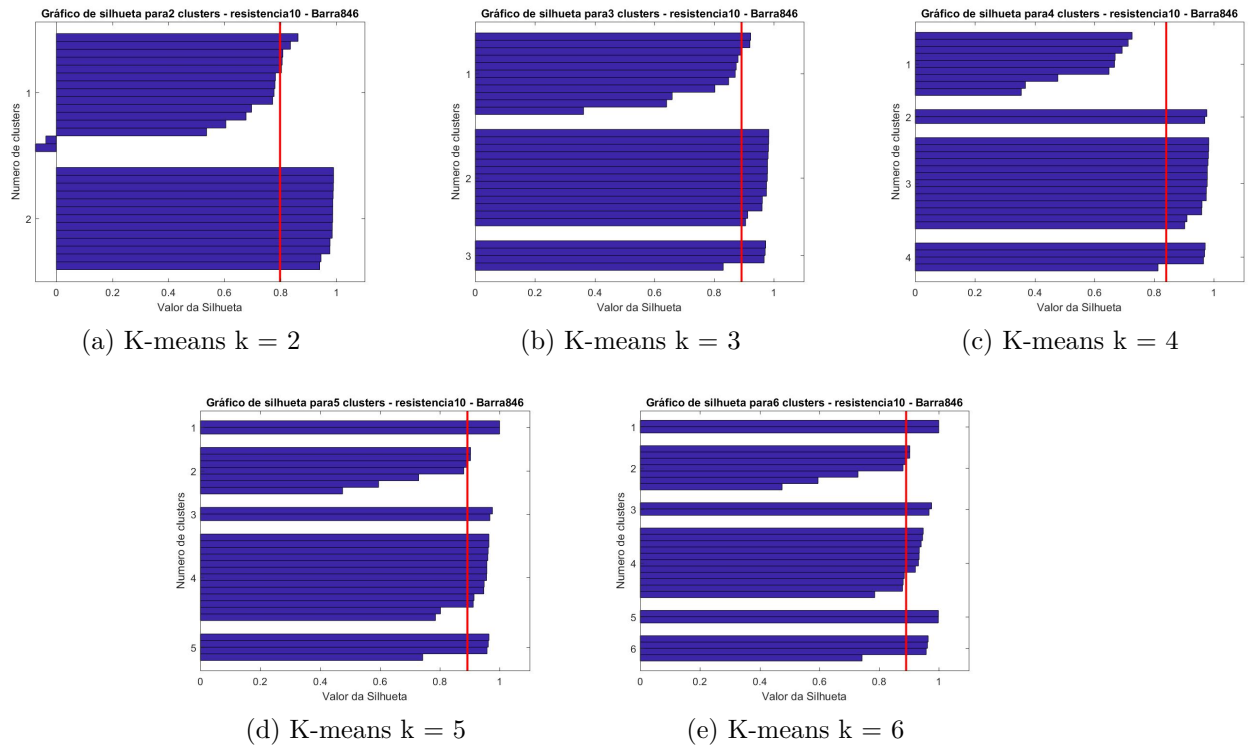 Gráfico de silhueta para2 clusters - resistencia10 - Barra846
Numero de clusters
1
2
0 0.2 0.4 0.6 0.8 1
Valor da Silhueta
(a) K-means k = 2
Gráfico de silhueta para3 clusters - resistencia10 - Barra846
Numero de clusters
1
2
3
0 0.2 0.4 0.6 0.8 1
Valor da Silhueta
(b) K-means k = 3
Gráfico de silhueta para4 clusters - resistencia10 - Barra846
Numero de clusters
1
2
3
4
0 0.2 0.4 0.6 0.8 1
Valor da Silhueta
(c) K-means k = 4
Gráfico de silhueta para5 clusters - resistencia10 - Barra846
Numero de clusters
1
2
3
4
5
0 0.2 0.4 0.6 0.8 1
Valor da Silhueta
(d) K-means k = 5
Gráfico de silhueta para6 clusters - resistencia10 - Barra846
Numero de clusters
1
2
3
4
5
6
0 0.2 0.4 0.6 0.8 1
Valor da Silhueta
(e) K-means k = 6